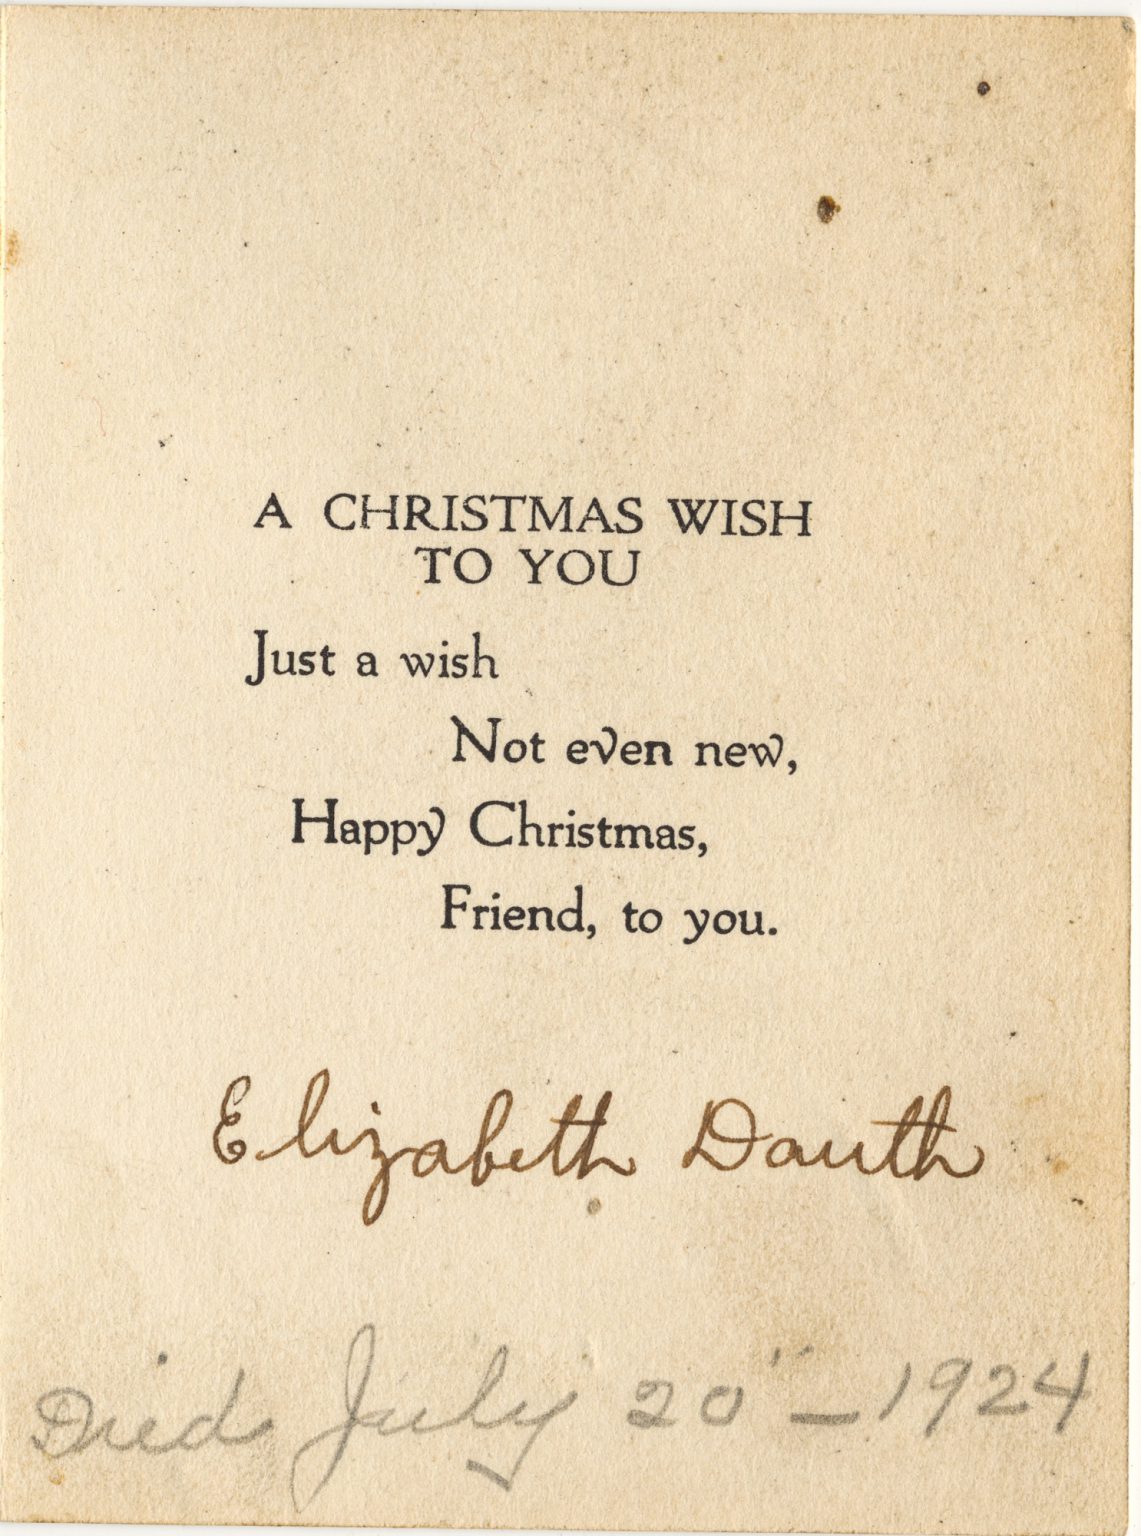 A CHRISTMAS WISH
TO YOU
Just a wish
Not even new,
Happy Christmas,
Friend, to you.
Elizabeth Dauth
Died July 20" - 1924